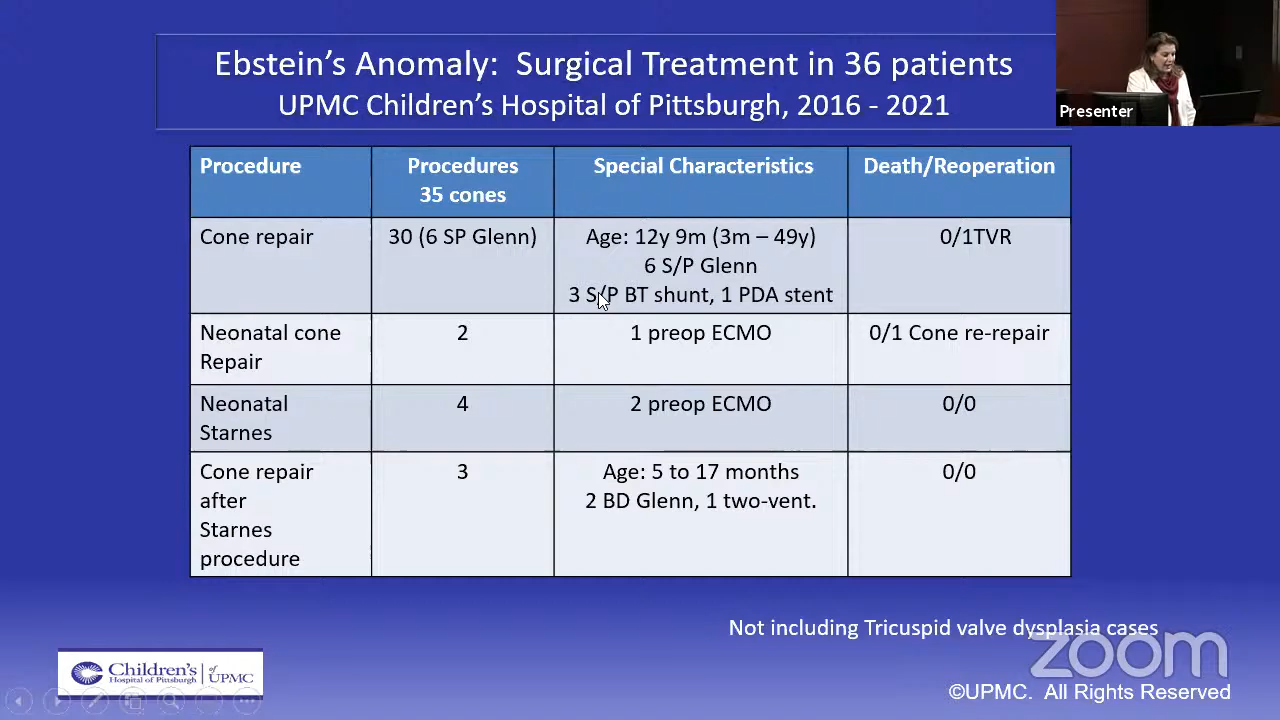 Ebstein's Anomaly: Surgical Treatment in 36 patients
UPMC Children's Hospital of Pittsburgh, 2016 - 2021
Presenter
Procedure
Procedures
35 cones
Special Characteristics
Death/Reoperation
Cone repair
30 (6 SP Glenn)
Age: 12y 9m (3m – 49y)
6 S/P Glenn
3 S/P BT shunt, 1 PDA stent
0/1TVR
Neonatal cone
Repair
2
1 preop ECMO
0/1 Cone re-repair
Neonatal
Starnes
4
2 preop ECMO
0/0
Cone repair
after
Starnes
procedure
3
Age: 5 to 17 months
2 BD Glenn, 1 two-vent.
0/0
Not including Tricuspid valve dysplasia cases
zoom
Children's
Hospital of Pittsburgh
of
UPMC
©UPMC. All Rights Reserved